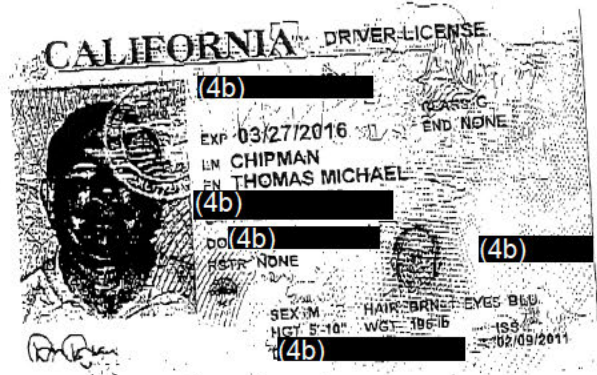 CALIFORNIA DRIVER LICENSE
(4b)
CLASS C
END NONE
EXP 03/27/2016
LN CHIPMAN
FN THOMAS MICHAEL
(4b)
(4b)
(4b)
RSTR NONE
SEX M HAIR BRN EYES BLU
HGT 5'-10" WGT 196 lb
ISS
02/09/2011
(4b)